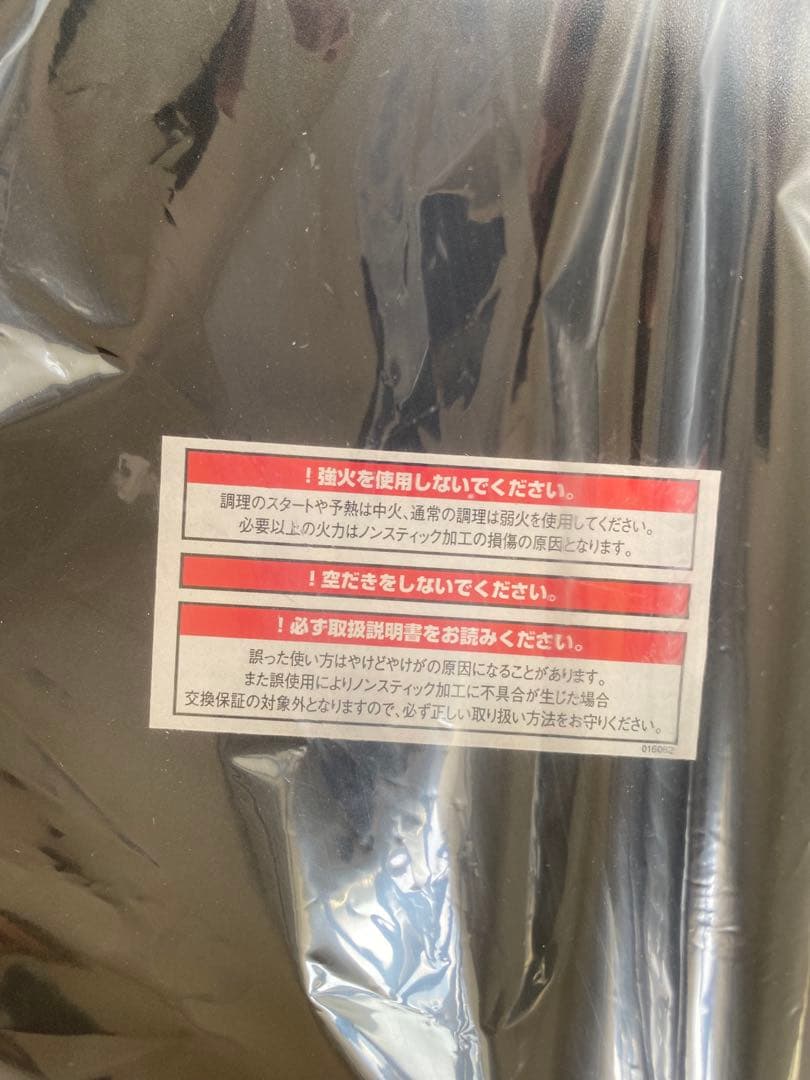 ！強火を使用しないでください。
調理のスタートや予熱は中火、通常の調理は弱火を使用してください。
必要以上の火力はノンスティック加工の損傷の原因となります。
！空だきをしないでください。
！必ず取扱説明書をお読みください。
誤った使い方はやけどやけがの原因になることがあります。
また誤使用によりノンスティック加工に不具合が生じた場合
交換保証の対象外となりますので、必ず正しい取り扱い方法をお守りください。
016062